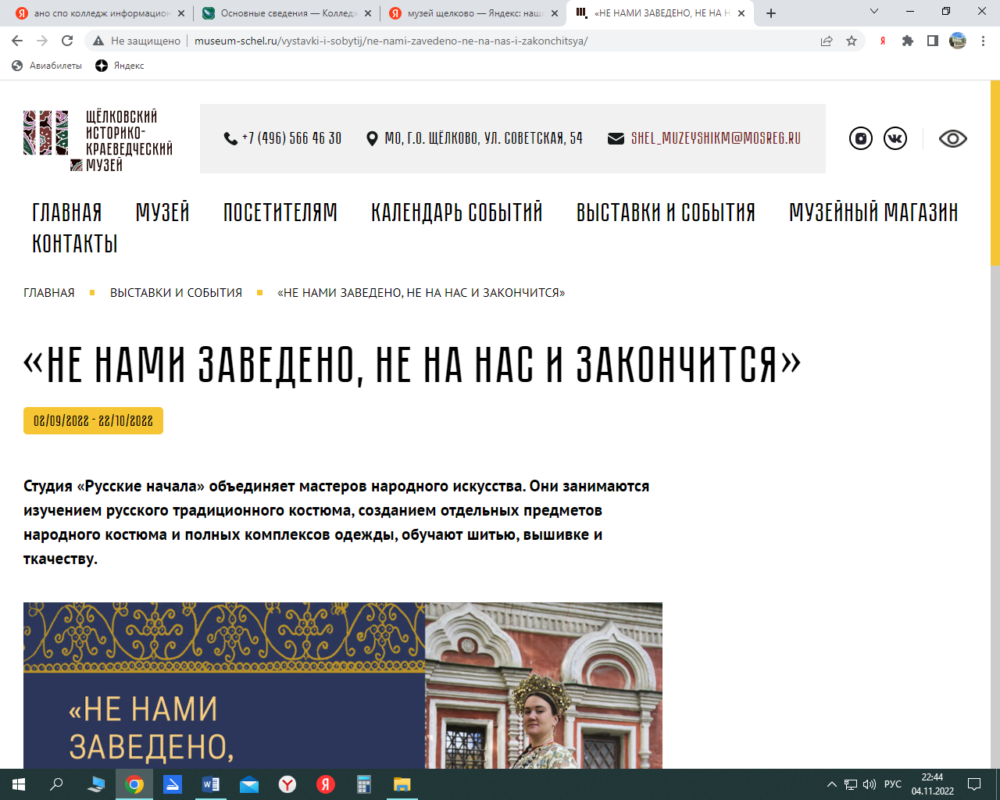 ано спо колледж информацион
Основные сведения — Колледж
музей щелково — Яндекс: нашл
«НЕ НАМИ ЗАВЕДЕНО, НЕ НА Н
Не защищено
museum-schel.ru/vystavki-i-sobytij/ne-nami-zavedeno-ne-na-nas-i-zakonchitsya/
Авиабилеты
Яндекс
ЩЁЛКОВСКИЙ
ИСТОРИКО-
КРАЕВЕДЧЕСКИЙ
МУЗЕЙ
+7 (496) 566 46 30
МО, Г.О. ЩЁЛКОВО, УЛ. СОВЕТСКАЯ, 54
SHEL_MUZEYSHIKM@MOSREG.RU
ГЛАВНАЯ МУЗЕЙ ПОСЕТИТЕЛЯМ КАЛЕНДАРЬ СОБЫТИЙ ВЫСТАВКИ И СОБЫТИЯ МУЗЕЙНЫЙ МАГАЗИН
КОНТАКТЫ
ГЛАВНАЯ ВЫСТАВКИ И СОБЫТИЯ «НЕ НАМИ ЗАВЕДЕНО, НЕ НА НАС И ЗАКОНЧИТСЯ»
«НЕ НАМИ ЗАВЕДЕНО, НЕ НА НАС И ЗАКОНЧИТСЯ»
02/09/2022 - 22/10/2022
Студия «Русские начала» объединяет мастеров народного искусства. Они занимаются
изучением русского традиционного костюма, созданием отдельных предметов
народного костюма и полных комплексов одежды, обучают шитью, вышивке и
ткачеству.
«НЕ НАМИ
ЗАВЕДЕНО,
РУС
22:44
04.11.2022